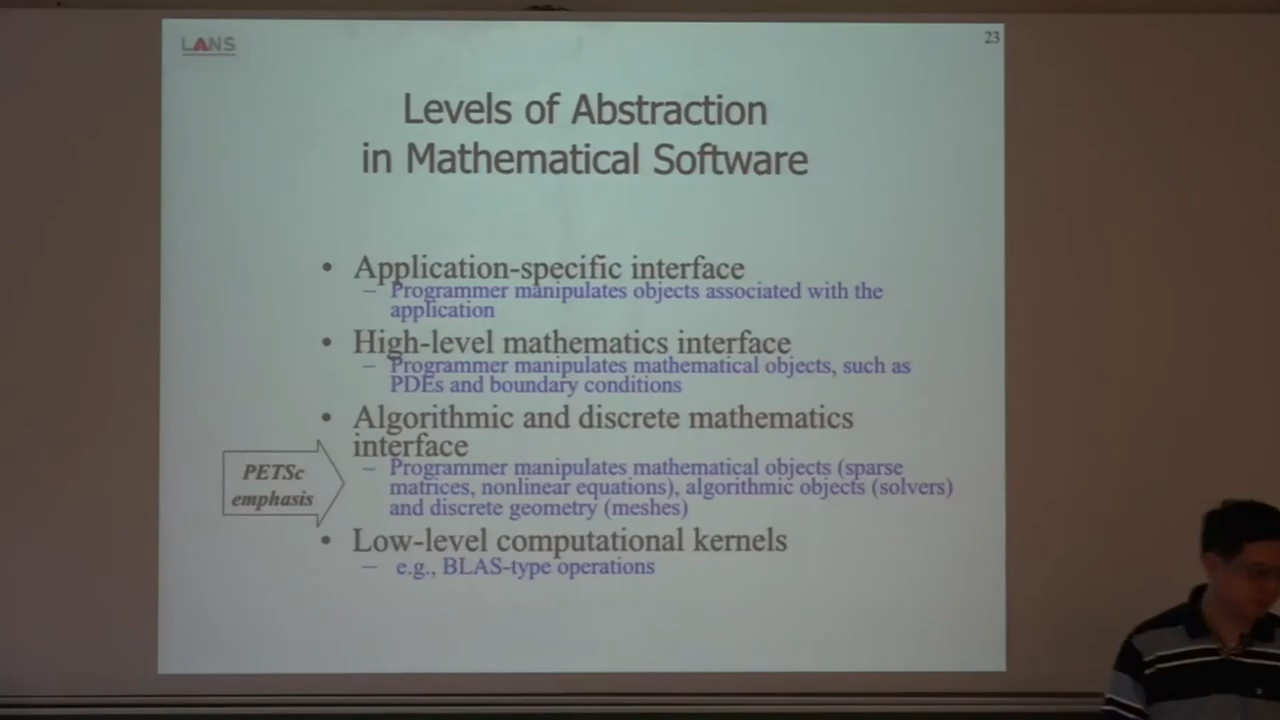 LANS
23
Levels of Abstraction
in Mathematical Software
• Application-specific interface
– Programmer manipulates objects associated with the
application
• High-level mathematics interface
– Programmer manipulates mathematical objects, such as
PDEs and boundary conditions
• Algorithmic and discrete mathematics
interface
PETSc
emphasis
– Programmer manipulates mathematical objects (sparse
matrices, nonlinear equations), algorithmic objects (solvers)
and discrete geometry (meshes)
• Low-level computational kernels
– e.g., BLAS-type operations